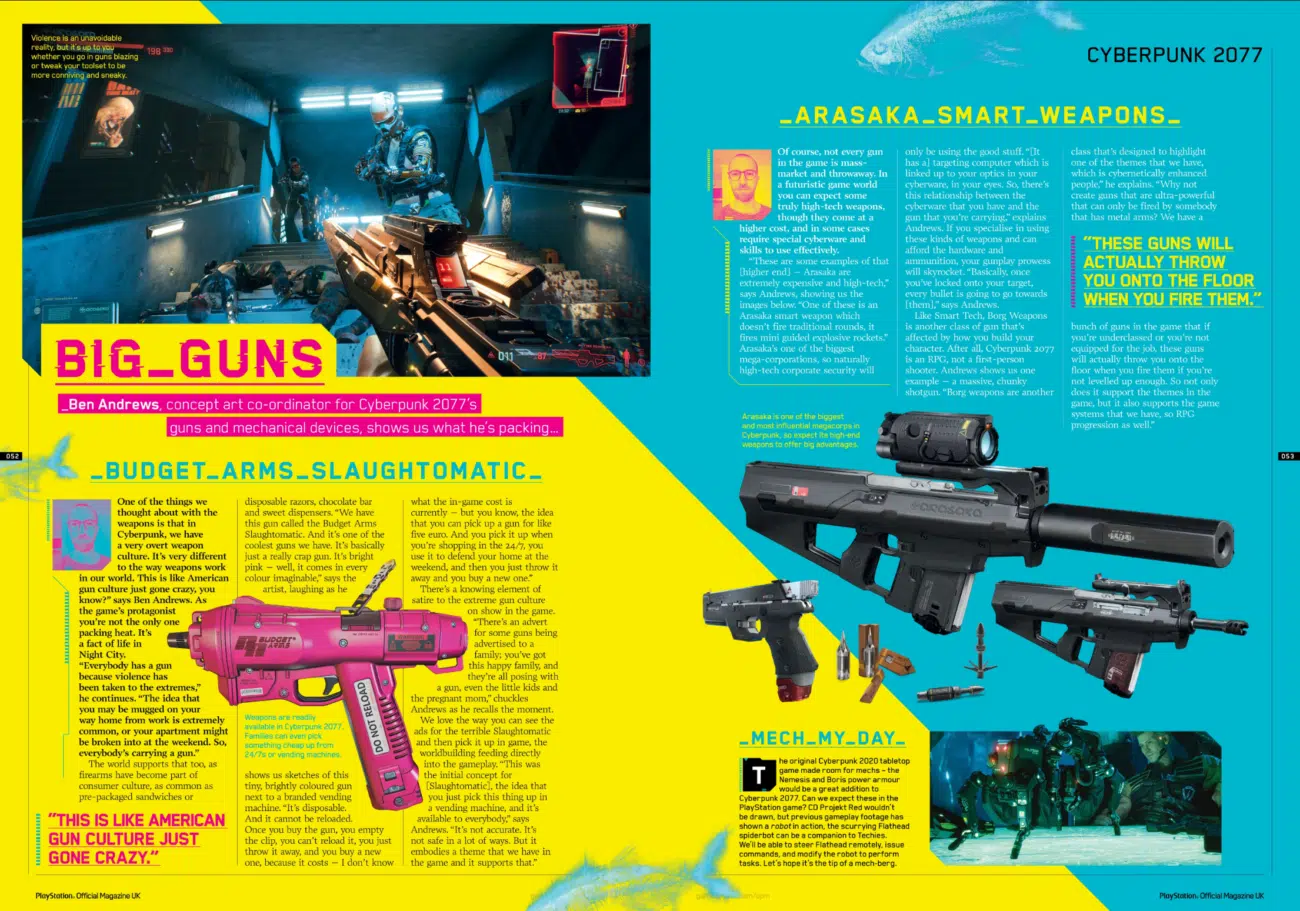 Violence is an unavoidable
reality, but it's up to you
whether you go in guns blazing
or tweak your toolset to be
more conniving and sneaky.
198
11
011
87
BIG_GUNS
_Ben Andrews, concept art co-ordinator for Cyberpunk 2077's
guns and mechanical devices, shows us what he's packing...
052
_BUDGET_ARMS_SLAUGHTOMATIC_
One of the things we
thought about with the
weapons is that in
Cyberpunk, we have
a very overt weapon
culture. It's very different
to the way weapons work
in our world. This is like American
gun culture just gone crazy, you
know?" says Ben Andrews. As
the game's protagonist
you're not the only one
packing heat. It's
a fact of life in
Night City.
"Everybody has a gun
because violence has
been taken to the extremes,"
he continues. "The idea that
you may be mugged on your
way home from work is extremely
common, or your apartment might
be broken into at the weekend. So,
everybody's carrying a gun."
The world supports that too, as
firearms have become part of
consumer culture, as common as
pre-packaged sandwiches or
"THIS IS LIKE AMERICAN
GUN CULTURE JUST
GONE CRAZY."
disposable razors, chocolate bar
and sweet dispensers. "We have
this gun called the Budget Arms
Slaughtomatic. And it's one of the
coolest guns we have. It's basically
just a really crap gun. It's bright
pink – well, it comes in every
colour imaginable," says the
artist, laughing as he
BUDGET
ARMS
DO NOT RELOAD
Weapons are readily
available in Cyberpunk 2077.
Families can even pick
something cheap up from
24/7s or vending machines.
shows us sketches of this
tiny, brightly coloured gun
next to a branded vending
machine. "It's disposable.
And it cannot be reloaded.
Once you buy the gun, you empty
the clip, you can't reload it, you just
throw it away, and you buy a new
one, because it costs – I don't know
what the in-game cost is
currently – but you know, the idea
that you can pick up a gun for like
five euro. And you pick it up when
you're shopping in the 24/7, you
use it to defend your home at the
weekend, and then you just throw it
away and you buy a new one."
There's a knowing element of
satire to the extreme gun culture
on show in the game.
"There's an advert
for some guns being
advertised to a
family; you've got
this happy family, and
they're all posing with
a gun, even the little kids and
the pregnant mom," chuckles
Andrews as he recalls the moment.
We love the way you can see the
ads for the terrible Slaughtomatic
and then pick it up in game, the
worldbuilding feeding directly
into the gameplay. "This was
the initial concept for
[Slaughtomatic], the idea that
you just pick this thing up in
a vending machine, and it's
available to everybody," says
Andrews. "It's not accurate. It's
not safe in a lot of ways. But it
embodies a theme that we have in
the game and it supports that."
PlayStation Official Magazine UK
CYBERPUNK 2077
_ARASAKA_SMART_WEAPONS_
Of course, not every gun
in the game is mass-
market and throwaway. In
a futuristic game world
you can expect some
truly high-tech weapons,
though they come at a
higher cost, and in some cases
require special cyberware and
skills to use effectively.
"These are some examples of that
[higher end] – Arasaka are
extremely expensive and high-tech,"
says Andrews, showing us the
images below. "One of these is an
Arasaka smart weapon which
doesn't fire traditional rounds, it
fires mini guided explosive rockets."
Arasaka's one of the biggest
mega-corporations, so naturally
high-tech corporate security will
only be using the good stuff. "[It
has a] targeting computer which is
linked up to your optics in your
cyberware, in your eyes. So, there's
this relationship between the
cyberware that you have and the
gun that you're carrying," explains
Andrews. If you specialise in using
these kinds of weapons and can
afford the hardware and
ammunition, your gunplay prowess
will skyrocket. "Basically, once
you've locked onto your target,
every bullet is going to go towards
[them]," says Andrews.
Like Smart Tech, Borg Weapons
is another class of gun that's
affected by how you build your
character. After all, Cyberpunk 2077
is an RPG, not a first-person
shooter. Andrews shows us one
example – a massive, chunky
shotgun. "Borg weapons are another
class that's designed to highlight
one of the themes that we have,
which is cybernetically enhanced
people," he explains. "Why not
create guns that are ultra-powerful
that can only be fired by somebody
that has metal arms? We have a
"THESE GUNS WILL
ACTUALLY THROW
YOU ONTO THE FLOOR
WHEN YOU FIRE THEM."
bunch of guns in the game that if
you're underclassed or you're not
equipped for the job, these guns
will actually throw you onto the
floor when you fire them if you're
not levelled up enough. So not only
does it support the themes in the
game, but it also supports the game
systems that we have, so RPG
progression as well."
Arasaka is one of the biggest
and most influential megacorps in
Cyberpunk, so expect its high-end
weapons to offer big advantages.
053
arasaka
_MECH_MY_DAY_
The original Cyberpunk 2020 tabletop
game made room for mechs – the
Nemesis and Boris power armour
would be a great addition to
Cyberpunk 2077. Can we expect these in the
PlayStation game? CD Projekt Red wouldn't
be drawn, but previous gameplay footage has
shown a robot in action, the scurrying Flathead
spiderbot can be a companion to Techies.
We'll be able to steer Flathead remotely, issue
commands, and modify the robot to perform
tasks. Let's hope it's the tip of a mech-berg.
PlayStation Official Magazine UK